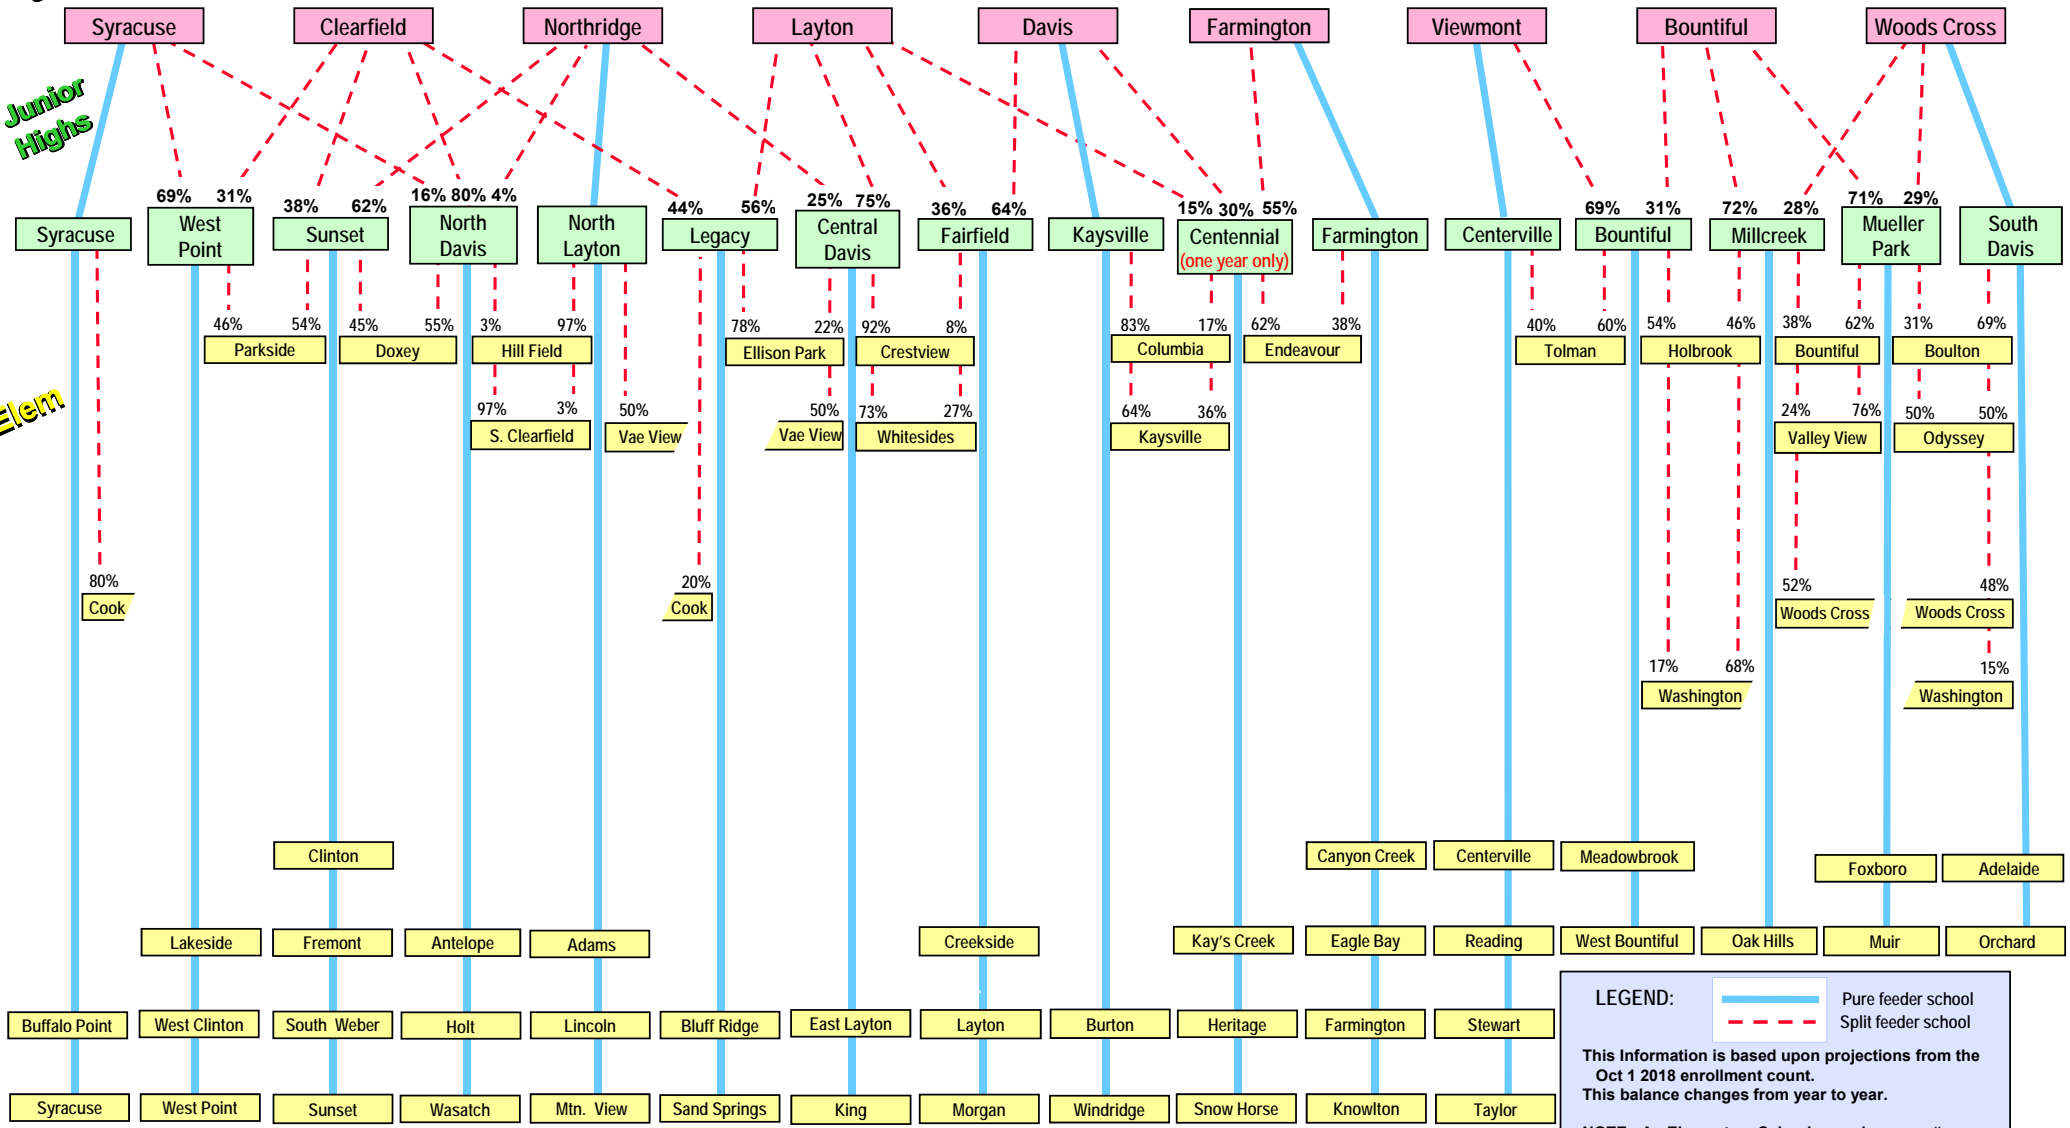 Syracuse Clearfield Northridge Layton Davis Farmington Viewmont Bountiful Woods Cross
Junior
Highs
69% 31% 38% 62% 16% 80% 4% 44% 56% 25% 75% 36% 64% 15% 30% 55% 69% 31% 72% 28% 71% 29%
Syracuse
West
Point
Sunset
North
Davis
North
Layton
Legacy
Central
Davis
Fairfield
Kaysville
Centennial
(one year only)
Farmington
Centerville
Bountiful
Millcreek
Mueller
Park
South
Davis
46% 54% 45% 55% 3% 97% 78% 22% 92% 8% 83% 17% 62% 38% 40% 60% 54% 46% 38% 62% 31% 69%
Parkside Doxey Hill Field Ellison Park Crestview Columbia Endeavour Tolman Holbrook Bountiful Boulton
Elem
97% 3% 50% 50% 73% 27% 64% 36% 24% 76% 50% 50%
S. Clearfield Vae View Vae View Whitesides Kaysville Valley View Odyssey
80% 20% 52% 48%
Cook Cook Woods Cross Woods Cross
17% 68% 15%
Washington Washington
Clinton Canyon Creek Centerville Meadowbrook Foxboro Adelaide
Lakeside Fremont Antelope Adams Creekside Kay's Creek Eagle Bay Reading West Bountiful Oak Hills Muir Orchard
Buffalo Point West Clinton South Weber Holt Lincoln Bluff Ridge East Layton Layton Burton Heritage Farmington Stewart
Syracuse West Point Sunset Wasatch Mtn. View Sand Springs King Morgan Windridge Snow Horse Knowlton Taylor
LEGEND:
Pure feeder school
Split feeder school
This Information is based upon projections from the
Oct 1 2018 enrollment count.
This balance changes from year to year.